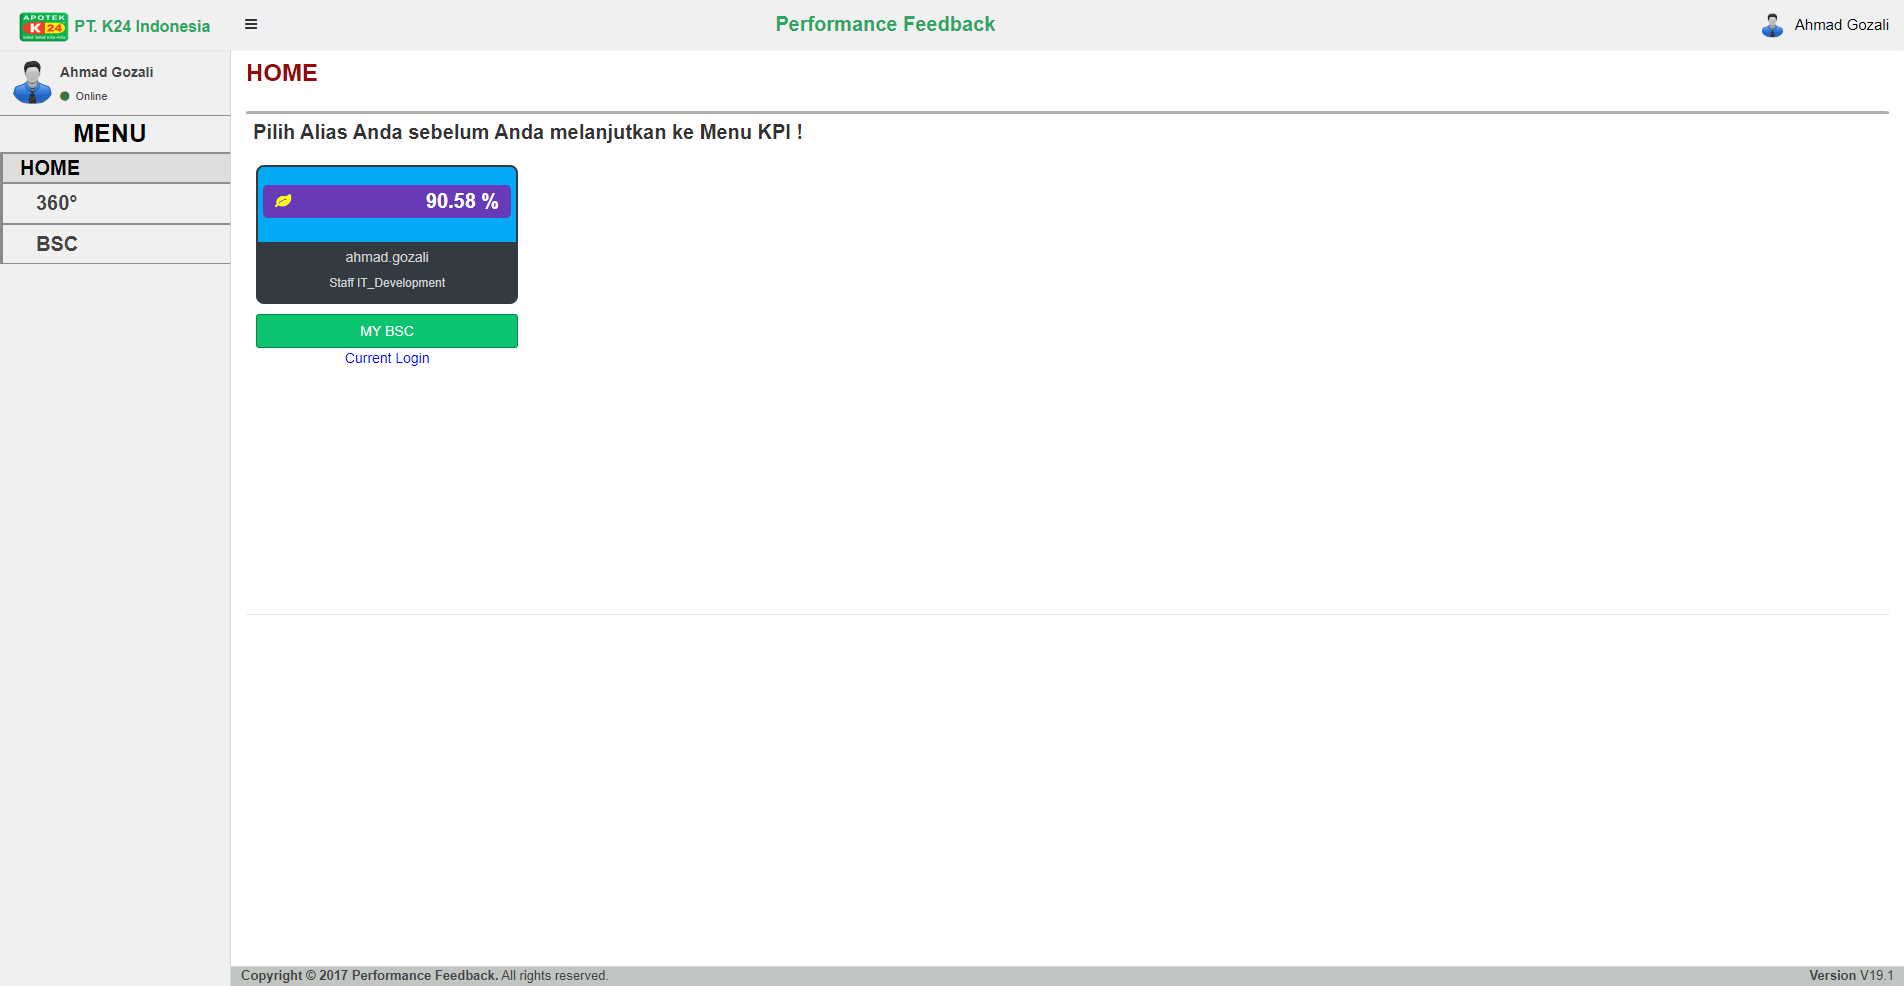 APOTEK
K 24
PT. K24 Indonesia
Performance Feedback
Ahmad Gozali
Ahmad Gozali
Online
MENU
HOME
360°
BSC
HOME
Pilih Alias Anda sebelum Anda melanjutkan ke Menu KPI !
90.58 %
ahmad.gozali
Staff IT_Development
MY BSC
Current Login
Copyright © 2017 Performance Feedback. All rights reserved.
Version V19.1